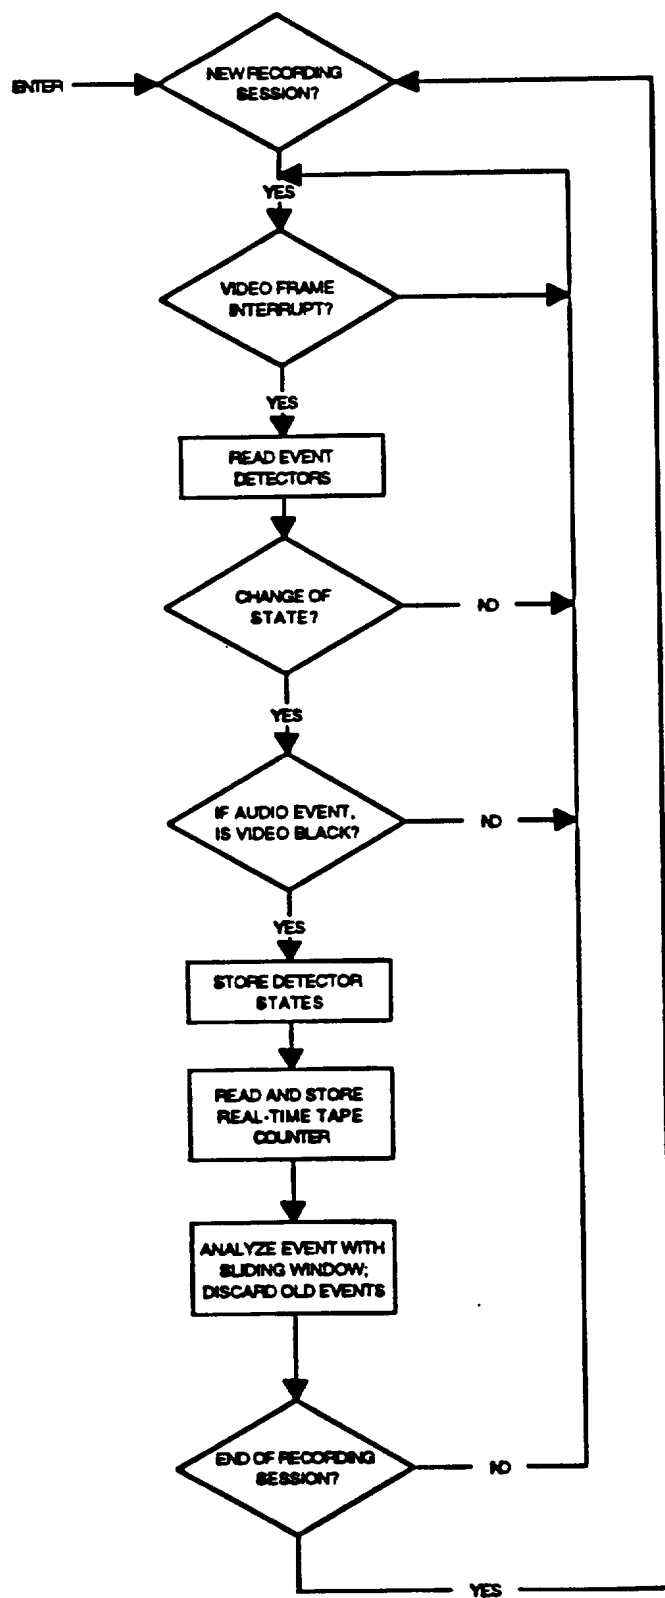 NEW RECORDING
SESSION?
ENTER
YES
VIDEO FRAME
INTERRUPT?
YES
READ EVENT
DETECTORS
CHANGE OF
STATE?
NO
YES
IF AUDIO EVENT,
IS VIDEO BLACK?
NO
YES
STORE DETECTOR
STATES
READ AND STORE
REAL-TIME TAPE
COUNTER
ANALYZE EVENT WITH
SLIDING WINDOW;
DISCARD OLD EVENTS
END OF RECORDING
SESSION?
NO
YES